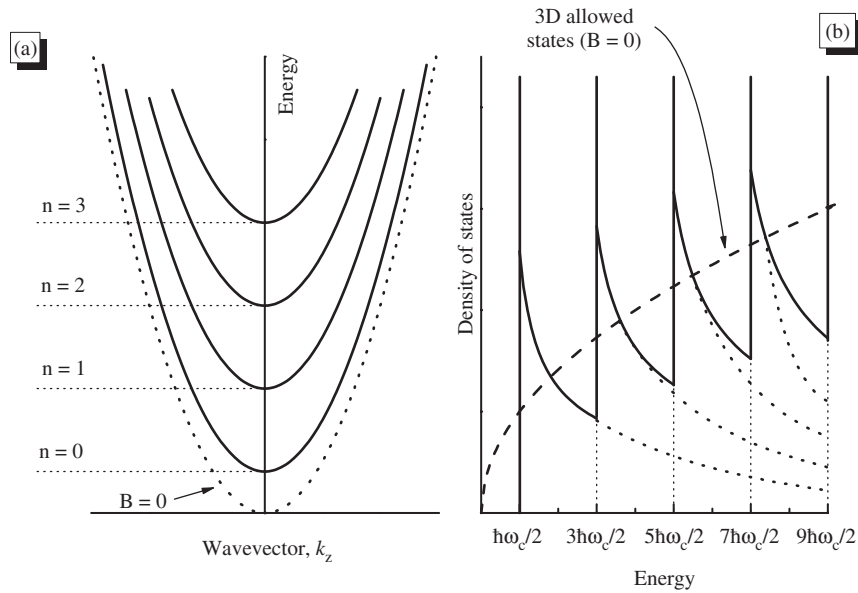 (a)
Energy
n = 3
n = 2
n = 1
n = 0
B = 0
Wavevector, k_z
3D allowed
states (B = 0)
(b)
Density of states
ħω_c/2 3ħω_c/2 5ħω_c/2 7ħω_c/2 9ħω_c/2
Energy